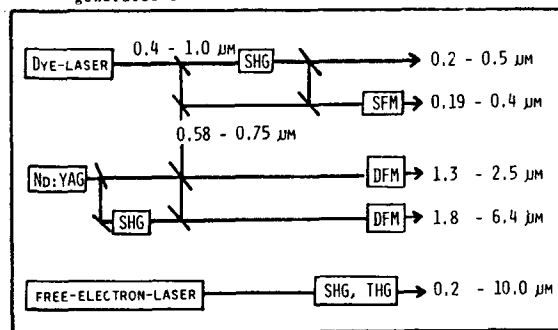 0.4 - 1.0 μm
DYE-LASER SHG 0.2 - 0.5 μm
SFM 0.19 - 0.4 μm
0.58 - 0.75 μm
ND:YAG DFM 1.3 - 2.5 μm
SHG DFM 1.8 - 6.4 μm
FREE-ELECTRON-LASER SHG, THG 0.2 - 10.0 μm